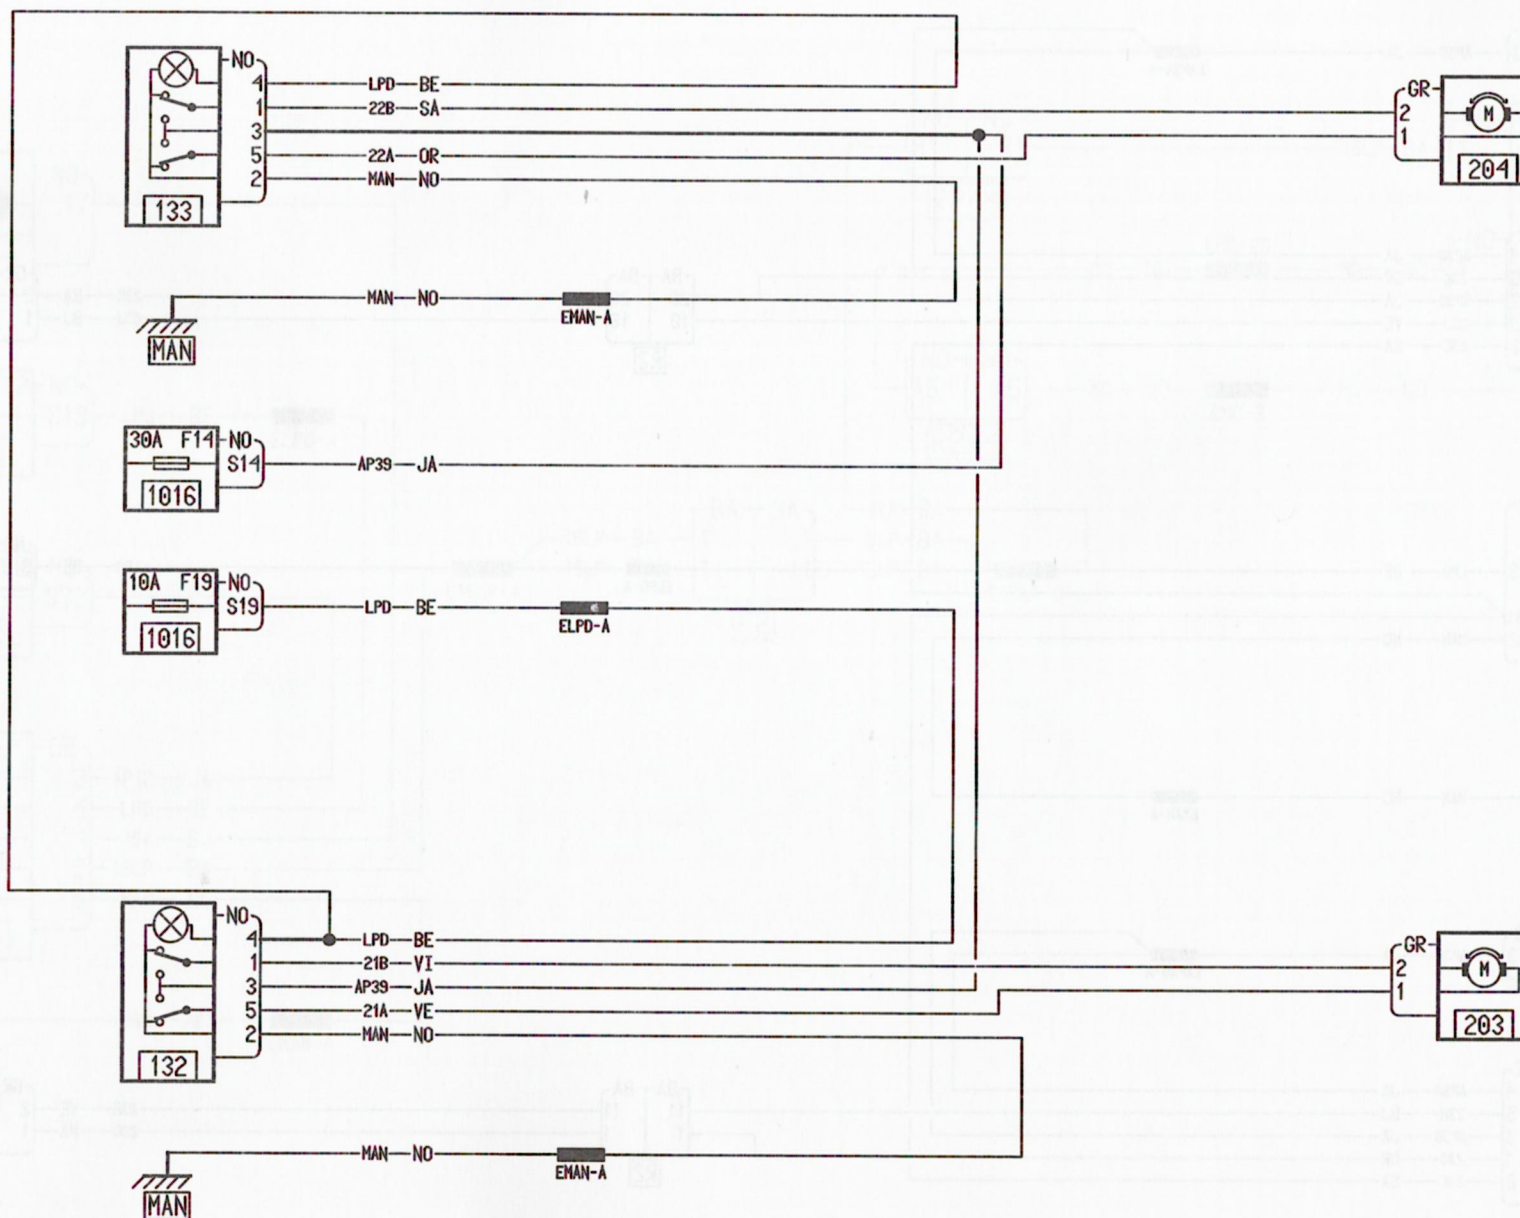 NO
4 LPD BE
1 22B SA
3
5 22A OR
2 MAN NO
133
GR
2
1
M
204
MAN NO
EMAN-A
MAN
30A F14 NO
S14 AP39 JA
1016
10A F19 NO
S19 LPD BE
ELPD-A
1016
NO
4 LPD BE
1 21B VI
3 AP39 JA
5 21A VE
2 MAN NO
132
GR
2
1
M
203
MAN NO
EMAN-A
MAN